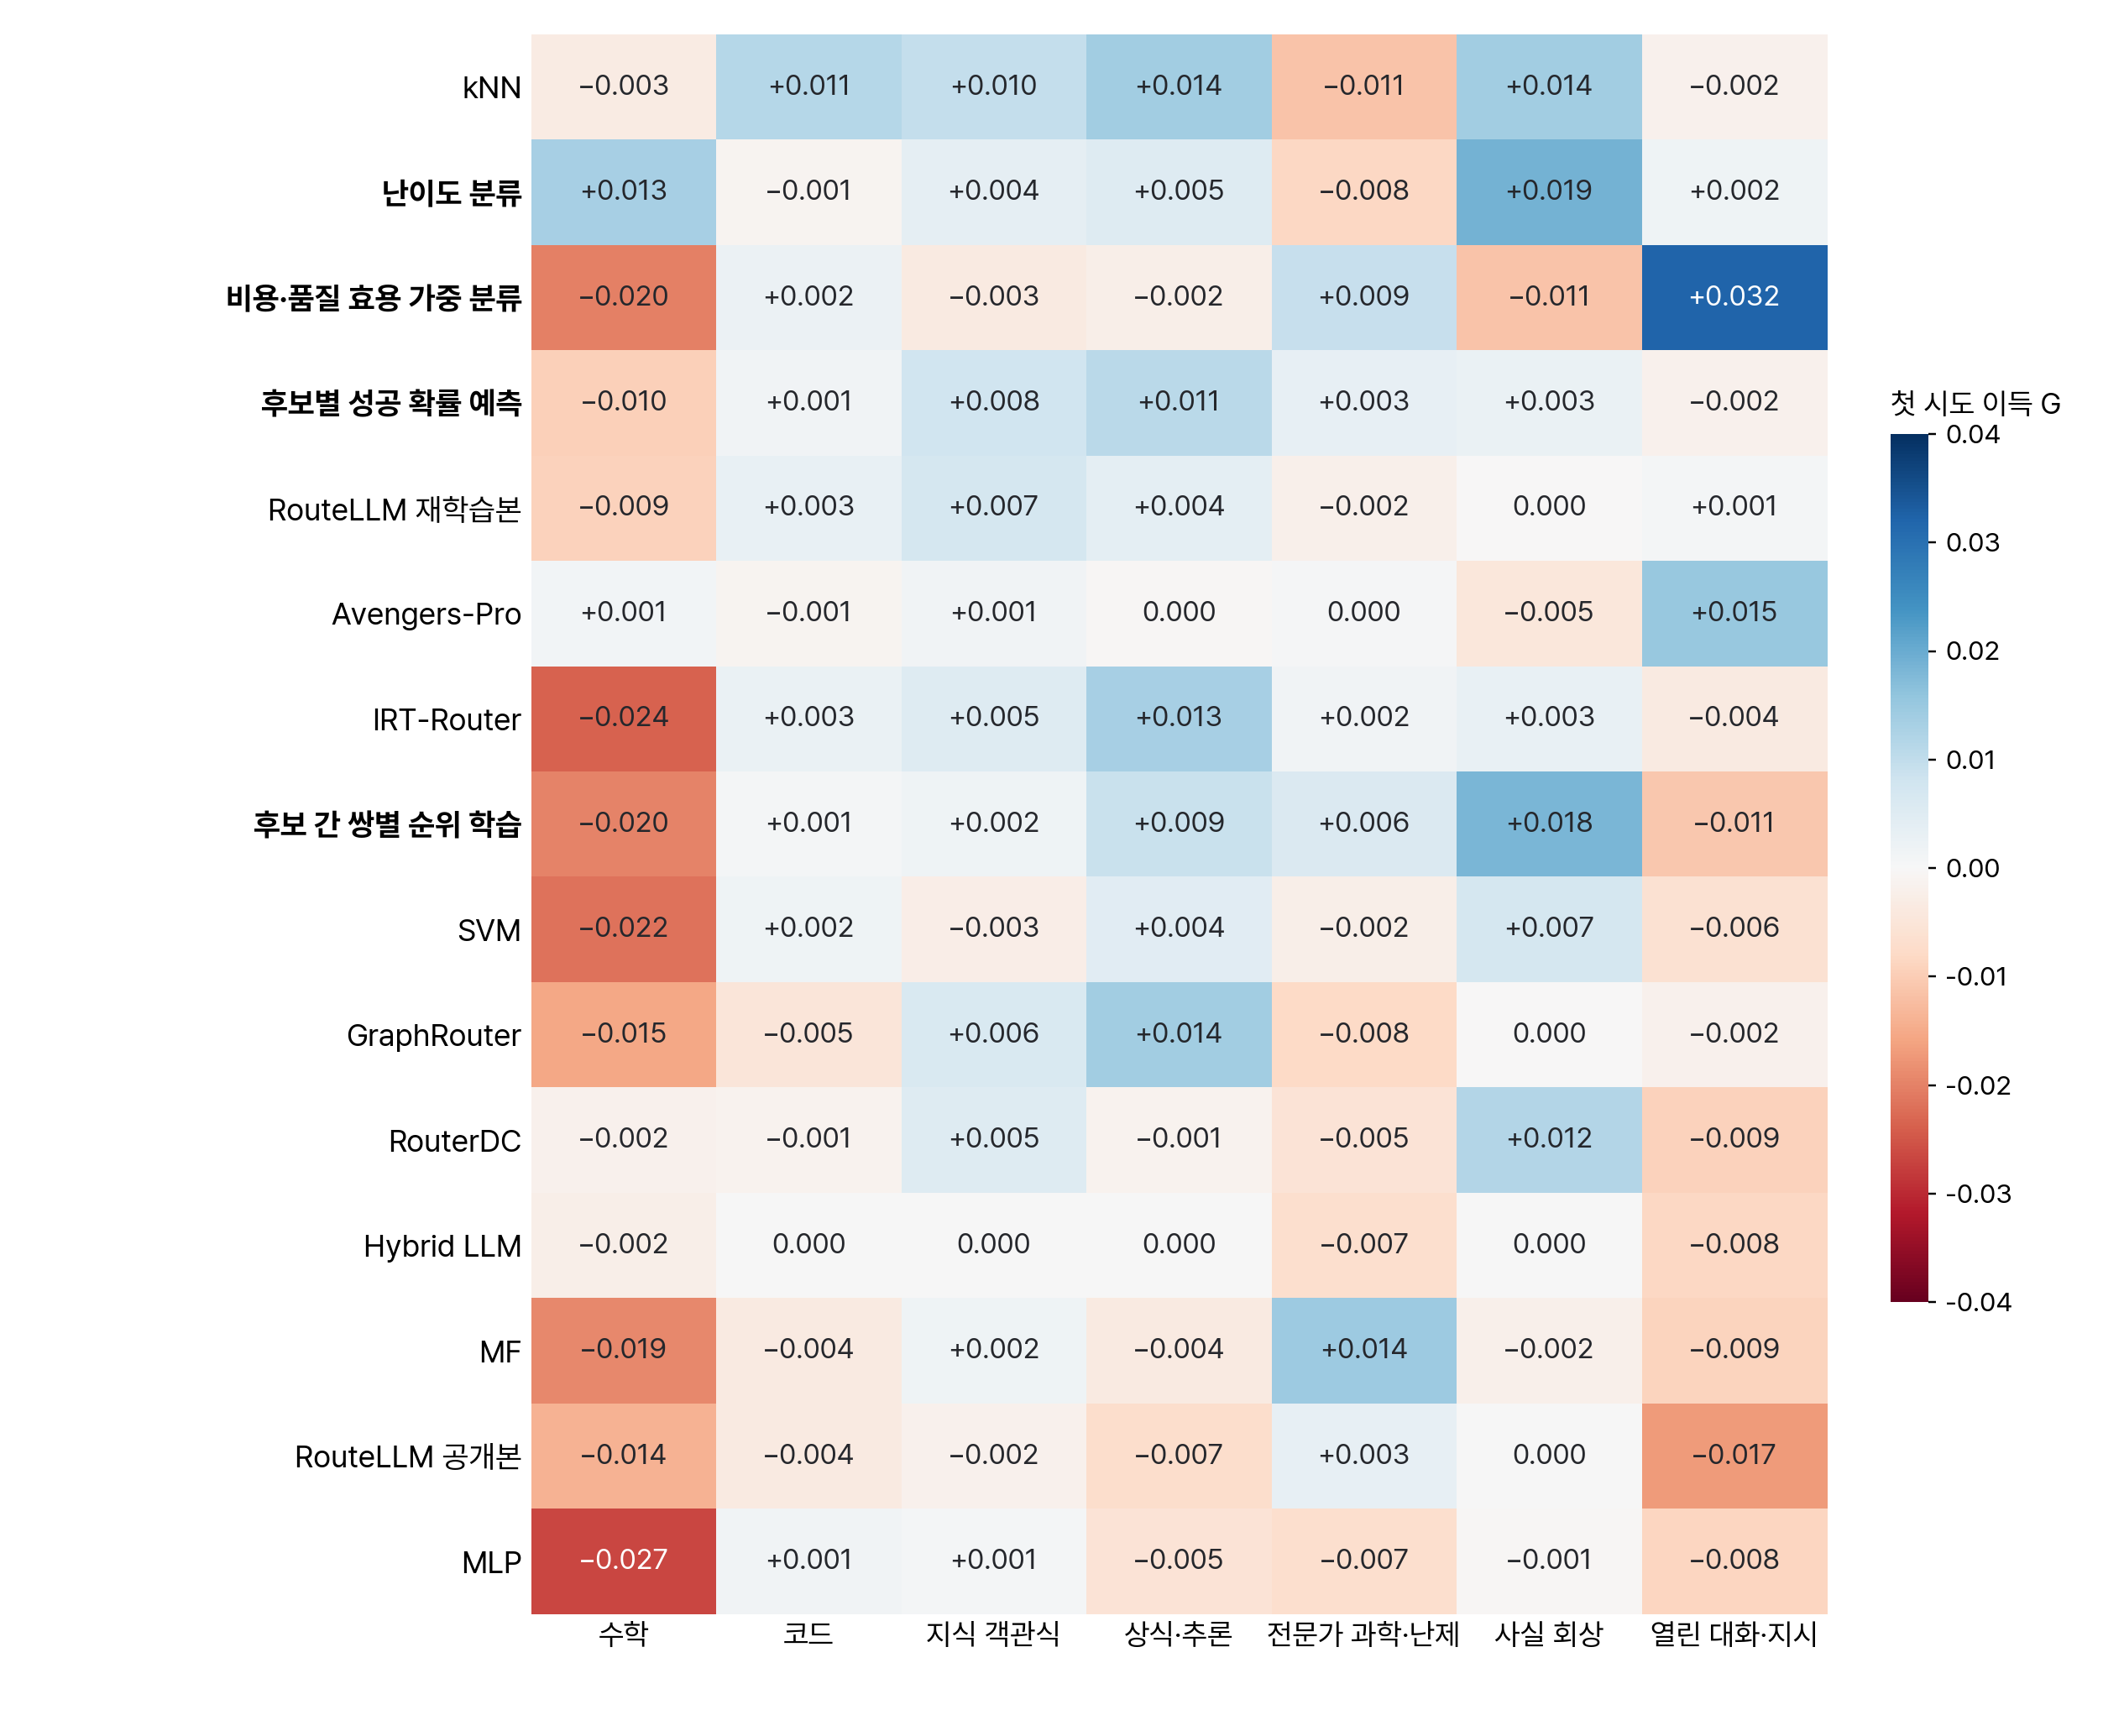 kNN −0.003 +0.011 +0.010 +0.014 −0.011 +0.014 −0.002
난이도 분류 +0.013 −0.001 +0.004 +0.005 −0.008 +0.019 +0.002
비용·품질 효용 가중 분류 −0.020 +0.002 −0.003 −0.002 +0.009 −0.011 +0.032
후보별 성공 확률 예측 −0.010 +0.001 +0.008 +0.011 +0.003 +0.003 −0.002
RouteLLM 재학습본 −0.009 +0.003 +0.007 +0.004 −0.002 0.000 +0.001
Avengers-Pro +0.001 −0.001 +0.001 0.000 0.000 −0.005 +0.015
IRT-Router −0.024 +0.003 +0.005 +0.013 +0.002 +0.003 −0.004
후보 간 쌍별 순위 학습 −0.020 +0.001 +0.002 +0.009 +0.006 +0.018 −0.011
SVM −0.022 +0.002 −0.003 +0.004 −0.002 +0.007 −0.006
GraphRouter −0.015 −0.005 +0.006 +0.014 −0.008 0.000 −0.002
RouterDC −0.002 −0.001 +0.005 −0.001 −0.005 +0.012 −0.009
Hybrid LLM −0.002 0.000 0.000 0.000 −0.007 0.000 −0.008
MF −0.019 −0.004 +0.002 −0.004 +0.014 −0.002 −0.009
RouteLLM 공개본 −0.014 −0.004 −0.002 −0.007 +0.003 0.000 −0.017
MLP −0.027 +0.001 +0.001 −0.005 −0.007 −0.001 −0.008
수학 코드 지식 객관식 상식·추론 전문가 과학·난제 사실 회상 열린 대화·지시
첫 시도 이득 G
0.04
0.03
0.02
0.01
0.00
-0.01
-0.02
-0.03
-0.04